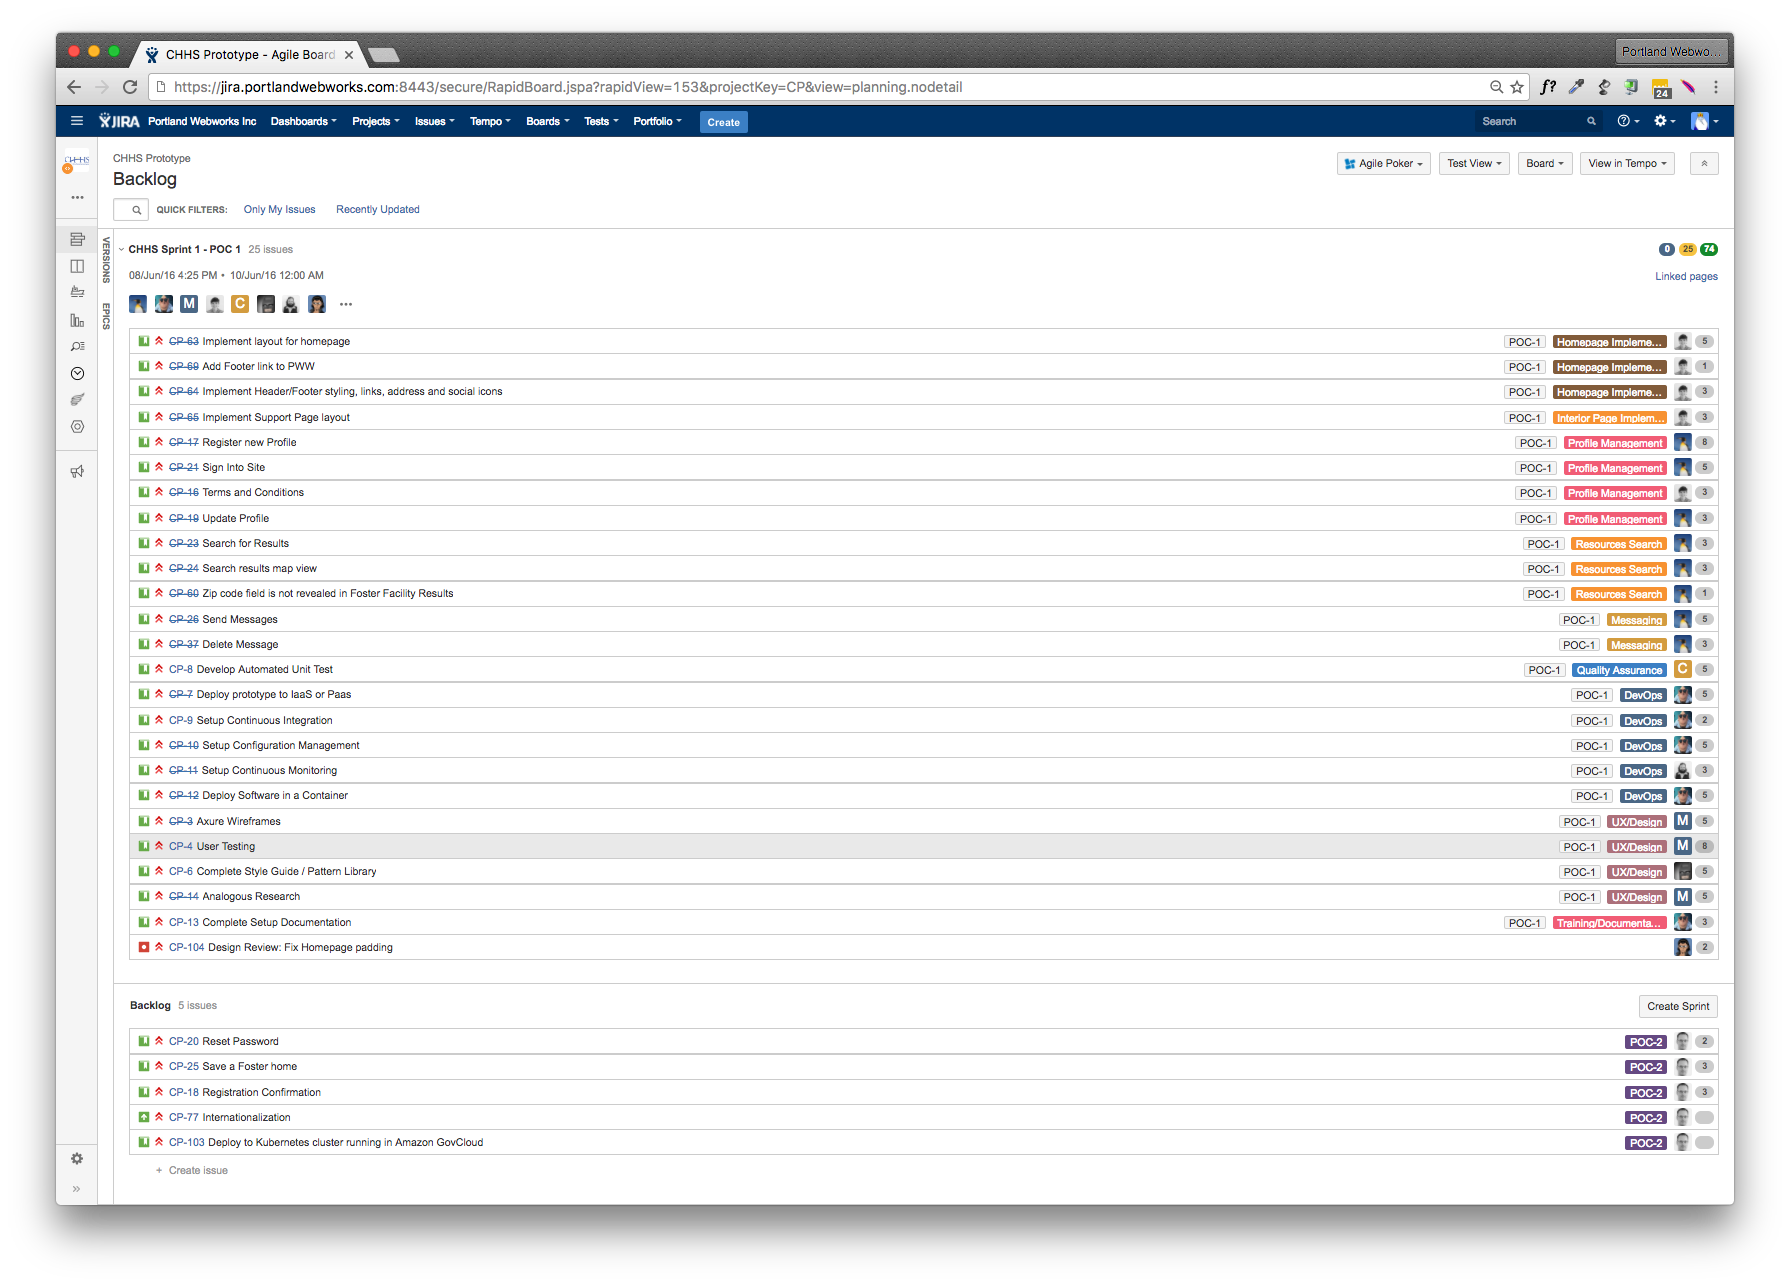 CHHS Prototype - Agile Board
Portland Webwo...
https://jira.portlandwebworks.com:8443/secure/RapidBoard.jspa?rapidView=153&projectKey=CP&view=planning.nodetail
f?
24
JIRA Portland Webworks Inc Dashboards Projects Issues Tempo Boards Tests Portfolio Create Search
CHHS
CHHS Prototype
Backlog
Agile Poker Test View Board View in Tempo
QUICK FILTERS: Only My Issues Recently Updated
VERSIONS
EPICS
CHHS Sprint 1 - POC 1 25 issues 0 25 74
08/Jun/16 4:25 PM • 10/Jun/16 12:00 AM Linked pages
M C
CP-63 Implement layout for homepage POC-1 Homepage Impleme... 5
CP-69 Add Footer link to PWW POC-1 Homepage Impleme... 1
CP-64 Implement Header/Footer styling, links, address and social icons POC-1 Homepage Impleme... 3
CP-65 Implement Support Page layout POC-1 Interior Page Implem... 3
CP-17 Register new Profile POC-1 Profile Management 8
CP-21 Sign Into Site POC-1 Profile Management 5
CP-16 Terms and Conditions POC-1 Profile Management 3
CP-19 Update Profile POC-1 Profile Management 3
CP-23 Search for Results POC-1 Resources Search 3
CP-24 Search results map view POC-1 Resources Search 3
CP-60 Zip code field is not revealed in Foster Facility Results POC-1 Resources Search 1
CP-26 Send Messages POC-1 Messaging 5
CP-37 Delete Message POC-1 Messaging 3
CP-8 Develop Automated Unit Test POC-1 Quality Assurance C 5
CP-7 Deploy prototype to IaaS or Paas POC-1 DevOps 5
CP-9 Setup Continuous Integration POC-1 DevOps 2
CP-10 Setup Configuration Management POC-1 DevOps 5
CP-11 Setup Continuous Monitoring POC-1 DevOps 3
CP-12 Deploy Software in a Container POC-1 DevOps 5
CP-3 Axure Wireframes POC-1 UX/Design M 5
CP-4 User Testing POC-1 UX/Design M 8
CP-6 Complete Style Guide / Pattern Library POC-1 UX/Design 5
CP-14 Analogous Research POC-1 UX/Design M 5
CP-13 Complete Setup Documentation POC-1 Training/Documenta... 3
CP-104 Design Review: Fix Homepage padding 2
Backlog 5 issues Create Sprint
CP-20 Reset Password POC-2 2
CP-25 Save a Foster home POC-2 3
CP-18 Registration Confirmation POC-2 3
CP-77 Internationalization POC-2
CP-103 Deploy to Kubernetes cluster running in Amazon GovCloud POC-2
+ Create issue